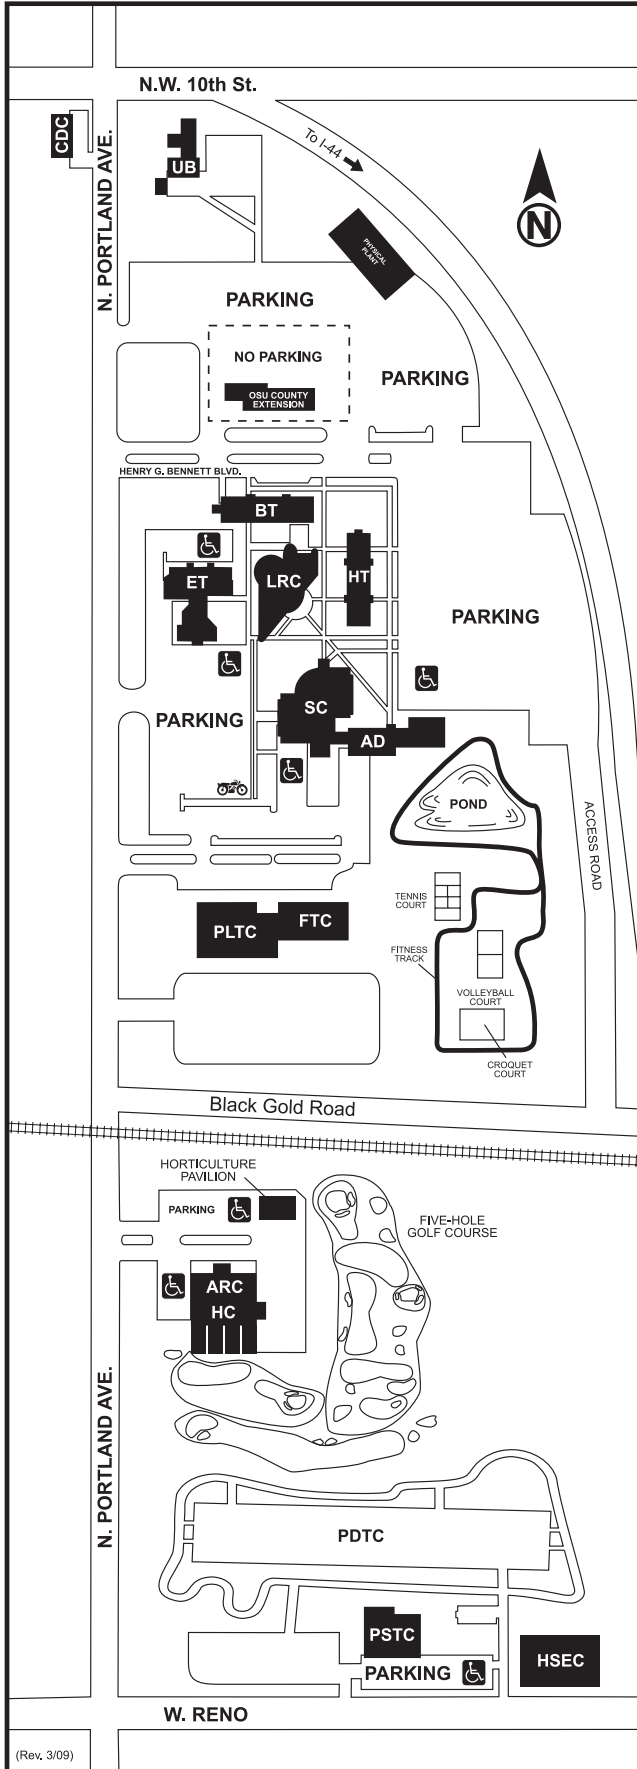 N.W. 10th St.
CDC
N. PORTLAND AVE.
UB
To I-44
N
PHYSICAL
PLANT
PARKING
NO PARKING
PARKING
OSU COUNTY
EXTENSION
HENRY G. BENNETT BLVD.
BT
ET
LRC
HT
PARKING
SC
PARKING
AD
POND
ACCESS ROAD
TENNIS
COURT
PLTC
FTC
FITNESS
TRACK
VOLLEYBALL
COURT
CROQUET
COURT
Black Gold Road
HORTICULTURE
PAVILION
PARKING
FIVE-HOLE
GOLF COURSE
ARC
HC
N. PORTLAND AVE.
PDTC
PSTC
HSEC
PARKING
W. RENO
(Rev. 3/09)